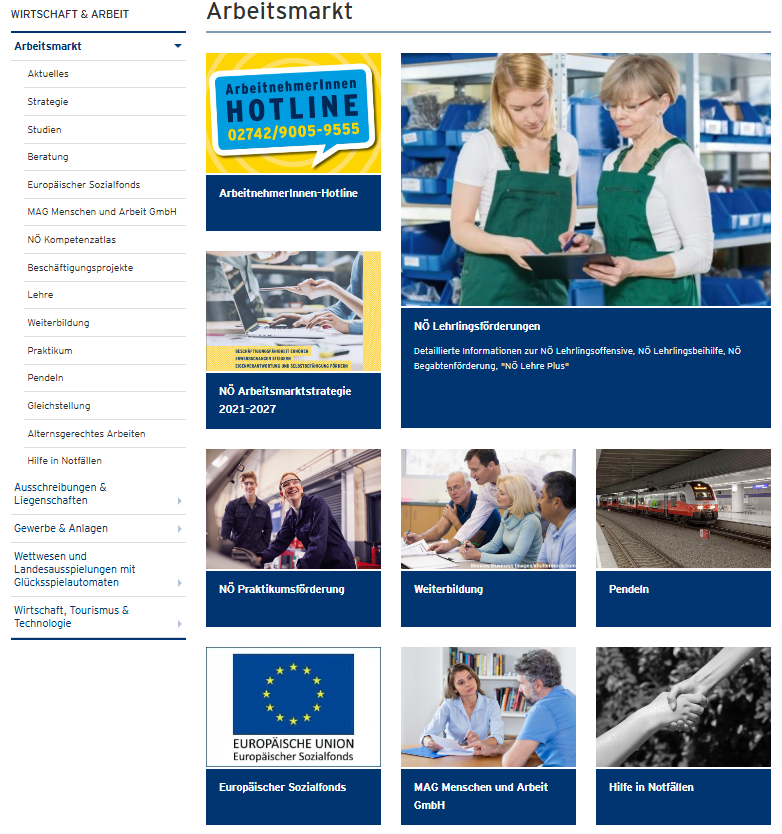 WIRTSCHAFT & ARBEIT
Arbeitsmarkt
Aktuelles
Strategie
Studien
Beratung
Europäischer Sozialfonds
MAG Menschen und Arbeit GmbH
NÖ Kompetenzatlas
Beschäftigungsprojekte
Lehre
Weiterbildung
Praktikum
Pendeln
Gleichstellung
Alternsgerechtes Arbeiten
Hilfe in Notfällen
Ausschreibungen &
Liegenschaften
Gewerbe & Anlagen
Wettwesen und
Landesausspielungen mit
Glücksspielautomaten
Wirtschaft, Tourismus &
Technologie
Arbeitsmarkt
ArbeitnehmerInnen
HOTLINE
02742/9005-9555
ArbeitnehmerInnen-Hotline
NÖ Lehrlingsförderungen
Detaillierte Informationen zur NÖ Lehrlingsoffensive, NÖ Lehrlingsbeihilfe, NÖ
Begabtenförderung, "NÖ Lehre Plus"
BESCHÄFTIGUNGSFÄHIGKEIT ERHÖHEN
ERWERBSCHANCEN STEIGERN
EIGENVERANTWORTUNG UND SELBSTBEFÄHIGUNG FÖRDERN
NÖ Arbeitsmarktstrategie
2021-2027
NÖ Praktikumsförderung
Monkey Business Images/Shutterstock.com
Weiterbildung
Pendeln
EUROPÄISCHE UNION
Europäischer Sozialfonds
Europäischer Sozialfonds
MAG Menschen und Arbeit
GmbH
Hilfe in Notfällen